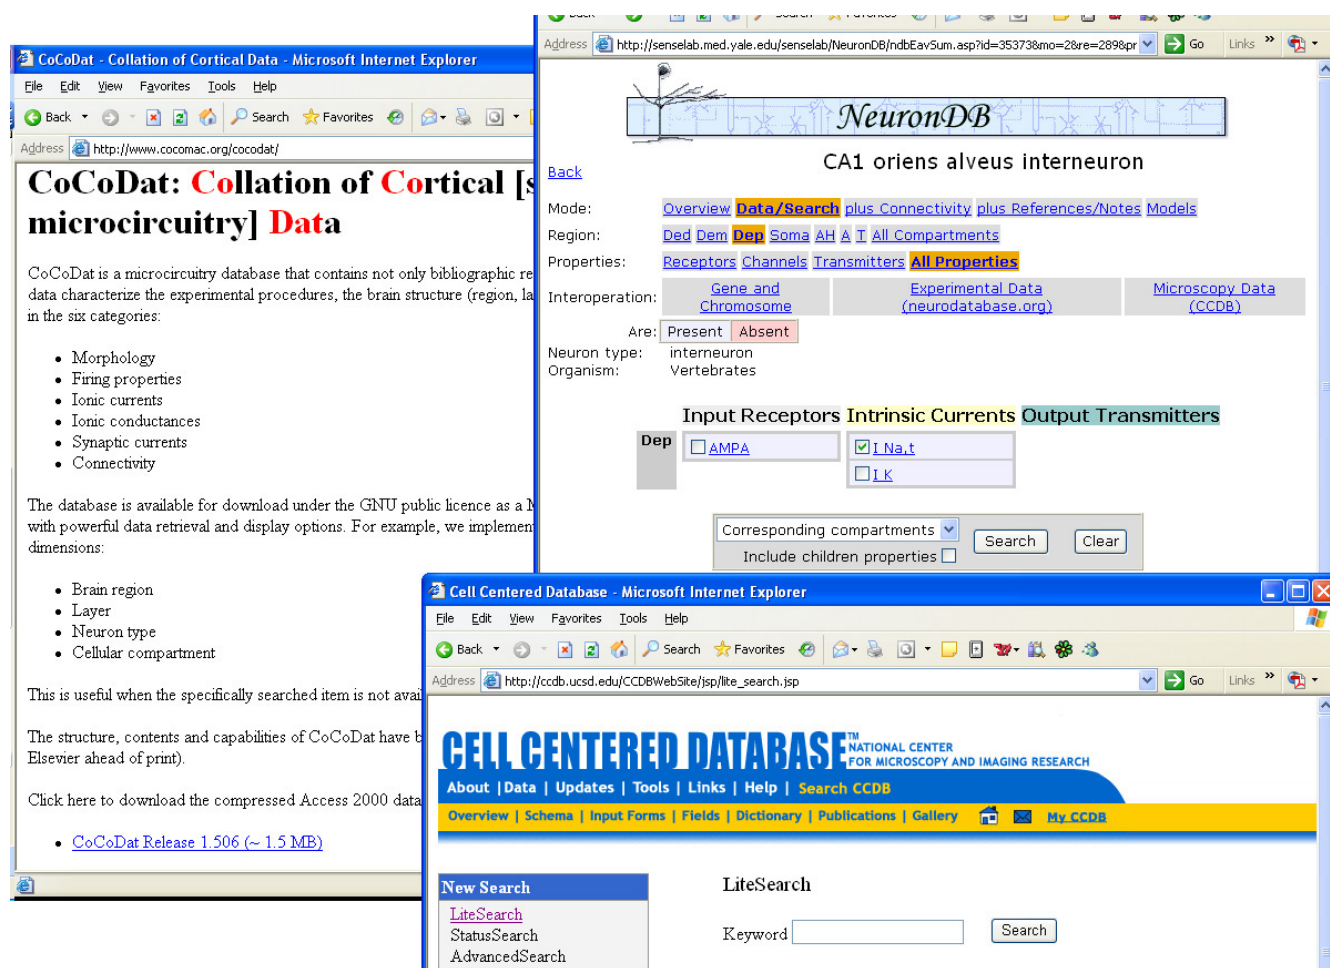 CoCoDat - Collation of Cortical Data - Microsoft Internet Explorer
File Edit View Favorites Tools Help
Back Search Favorites
Address http://www.cocomac.org/cocodat/
CoCoDat: Collation of Cortical [
microcircuitry] Data
CoCoDat is a microcircuitry database that contains not only bibliographic
data characterize the experimental procedures, the brain structure (region,
in the six categories:
Morphology
Firing properties
Ionic currents
Ionic conductances
Synaptic currents
Connectivity
The database is available for download under the GNU public licence as a
with powerful data retrieval and display options. For example, we
dimensions:
Brain region
Layer
Neuron type
Cellular compartment
This is useful when the specifically searched item is not
The structure, contents and capabilities of CoCoDat have
Elsevier ahead of print).
Click here to download the compressed Access 2000
CoCoDat Release 1.506 (~ 1.5 MB)
Back Search Favorites
Address http://senselab.med.yale.edu/senselab/NeuronDB/ndbEavSum.asp?id=3537&mo=2&re=289&pr Go Links »
NeuronDB
CA1 oriens alveus interneuron
Back
Mode: Overview Data/Search plus Connectivity plus References/Notes Models
Region: Ded Dem Dep Soma AH A T All Compartments
Properties: Receptors Channels Transmitters All Properties
Interoperation: Gene and Chromosome Experimental Data (neurodatabase.org) Microscopy Data (CCDB)
Are: Present Absent
Neuron type: interneuron
Organism: Vertebrates
Input Receptors Intrinsic Currents Output Transmitters
Dep AMPA I Na,t
I K
Corresponding compartments Search Clear
Include children properties
Cell Centered Database - Microsoft Internet Explorer
File Edit View Favorites Tools Help
Back Search Favorites
Address http://ccdb.ucsd.edu/CCDBWebSite/jsp/lite_search.jsp Go Links »
CELL CENTERED DATABASE™ NATIONAL CENTER
FOR MICROSCOPY AND IMAGING RESEARCH
About | Data | Updates | Tools | Links | Help | Search CCDB
Overview | Schema | Input Forms | Fields | Dictionary | Publications | Gallery My CCDB
New Search
LiteSearch
StatusSearch
AdvancedSearch
LiteSearch
Keyword Search